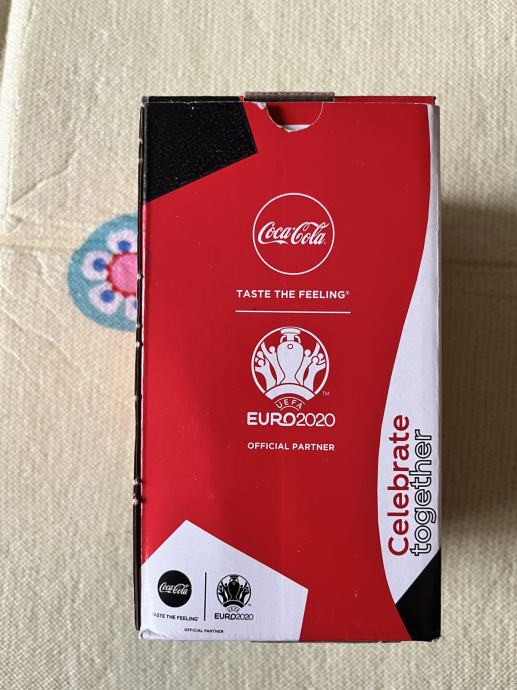 Coca-Cola
TASTE THE FEELING®
UEFA
EURO2020
™
OFFICIAL PARTNER
Celebrate
together
Coca-Cola
TASTE THE FEELING®
UEFA
EURO2020
OFFICIAL PARTNER